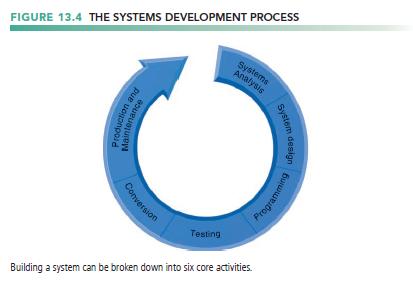 FIGURE 13.4 THE SYSTEMS DEVELOPMENT PROCESS
Systems
Analysis
System design
Programming
Testing
Conversion
Production and
Maintenance
Building a system can be broken down into six core activities.